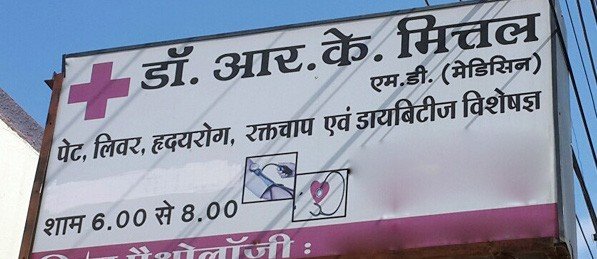 डॉ. आर. के. मित्तल
एम.डी. (मेडिसिन)
पेट, लिवर, हृदयरोग, रक्तचाप एवं डायबिटीज विशेषज्ञ
शाम 6.00 से 8.00
पैथोलॉजी :